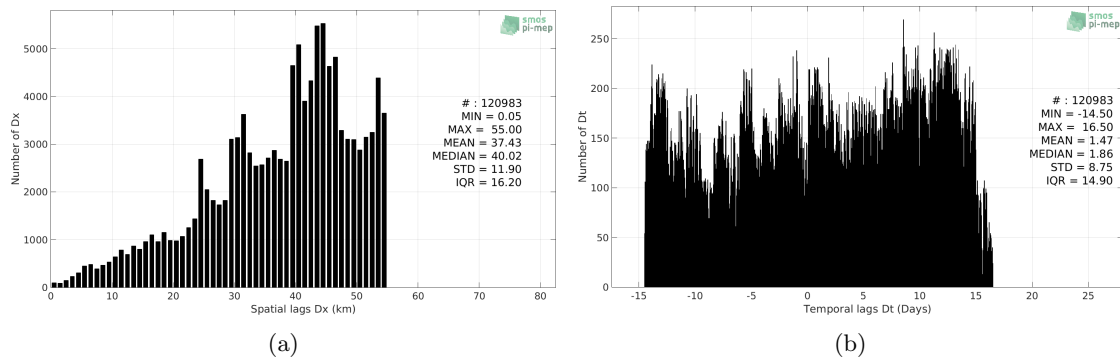 smos
pi-mep
5000
4000
3000
2000
1000
0
Number of Dx
# : 120983
MIN = 0.05
MAX = 55.00
MEAN = 37.43
MEDIAN = 40.02
STD = 11.90
IQR = 16.20
0 10 20 30 40 50 60 70 80
Spatial lags Dx (km)
(a)
smos
pi-mep
250
200
150
100
50
0
Number of Dt
# : 120983
MIN = -14.50
MAX = 16.50
MEAN = 1.47
MEDIAN = 1.86
STD = 8.75
IQR = 14.90
-15 -10 -5 0 5 10 15 20 25
Temporal lags Dt (Days)
(b)